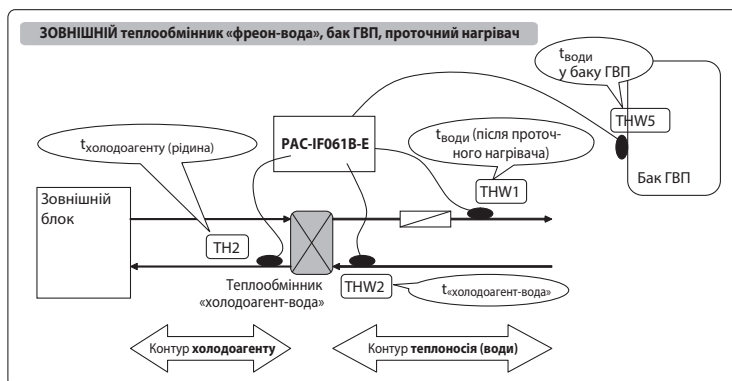 ЗОВНІШНІЙ теплообмінник «фреон-вода», бак ГВП, проточний нагрівач
tводи
у баку ГВП
THW5
Бак ГВП
PAC-IF061B-E
tхолодоагенту (рідина)
tводи (після проточ-
ного нагрівача)
THW1
Зовнішній
блок
TH2
Теплообмінник
«холодоагент-вода»
THW2
t«холодоагент-вода»
Контур холодоагенту
Контур теплоносія (води)